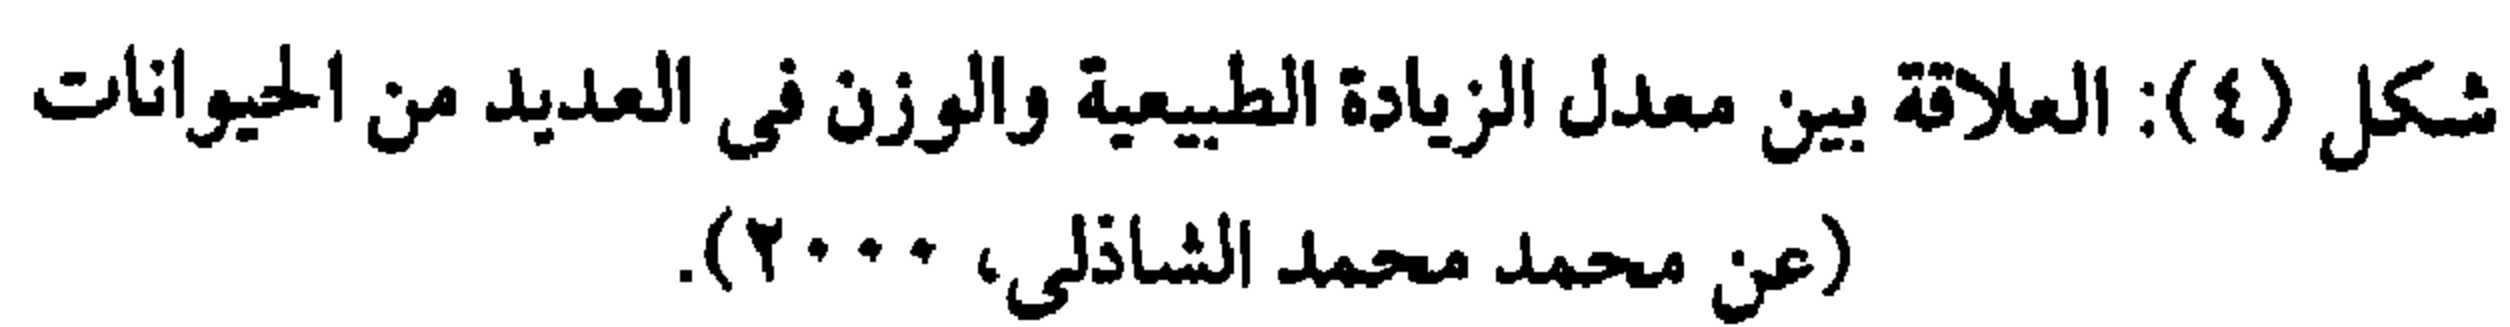 شكل (٤): العلاقة بين معدل الزيادة الطبيعية والوزن فى العديد من الحيوانات
(عن محمد محمد الشاذلى، ٢٠٠٠).